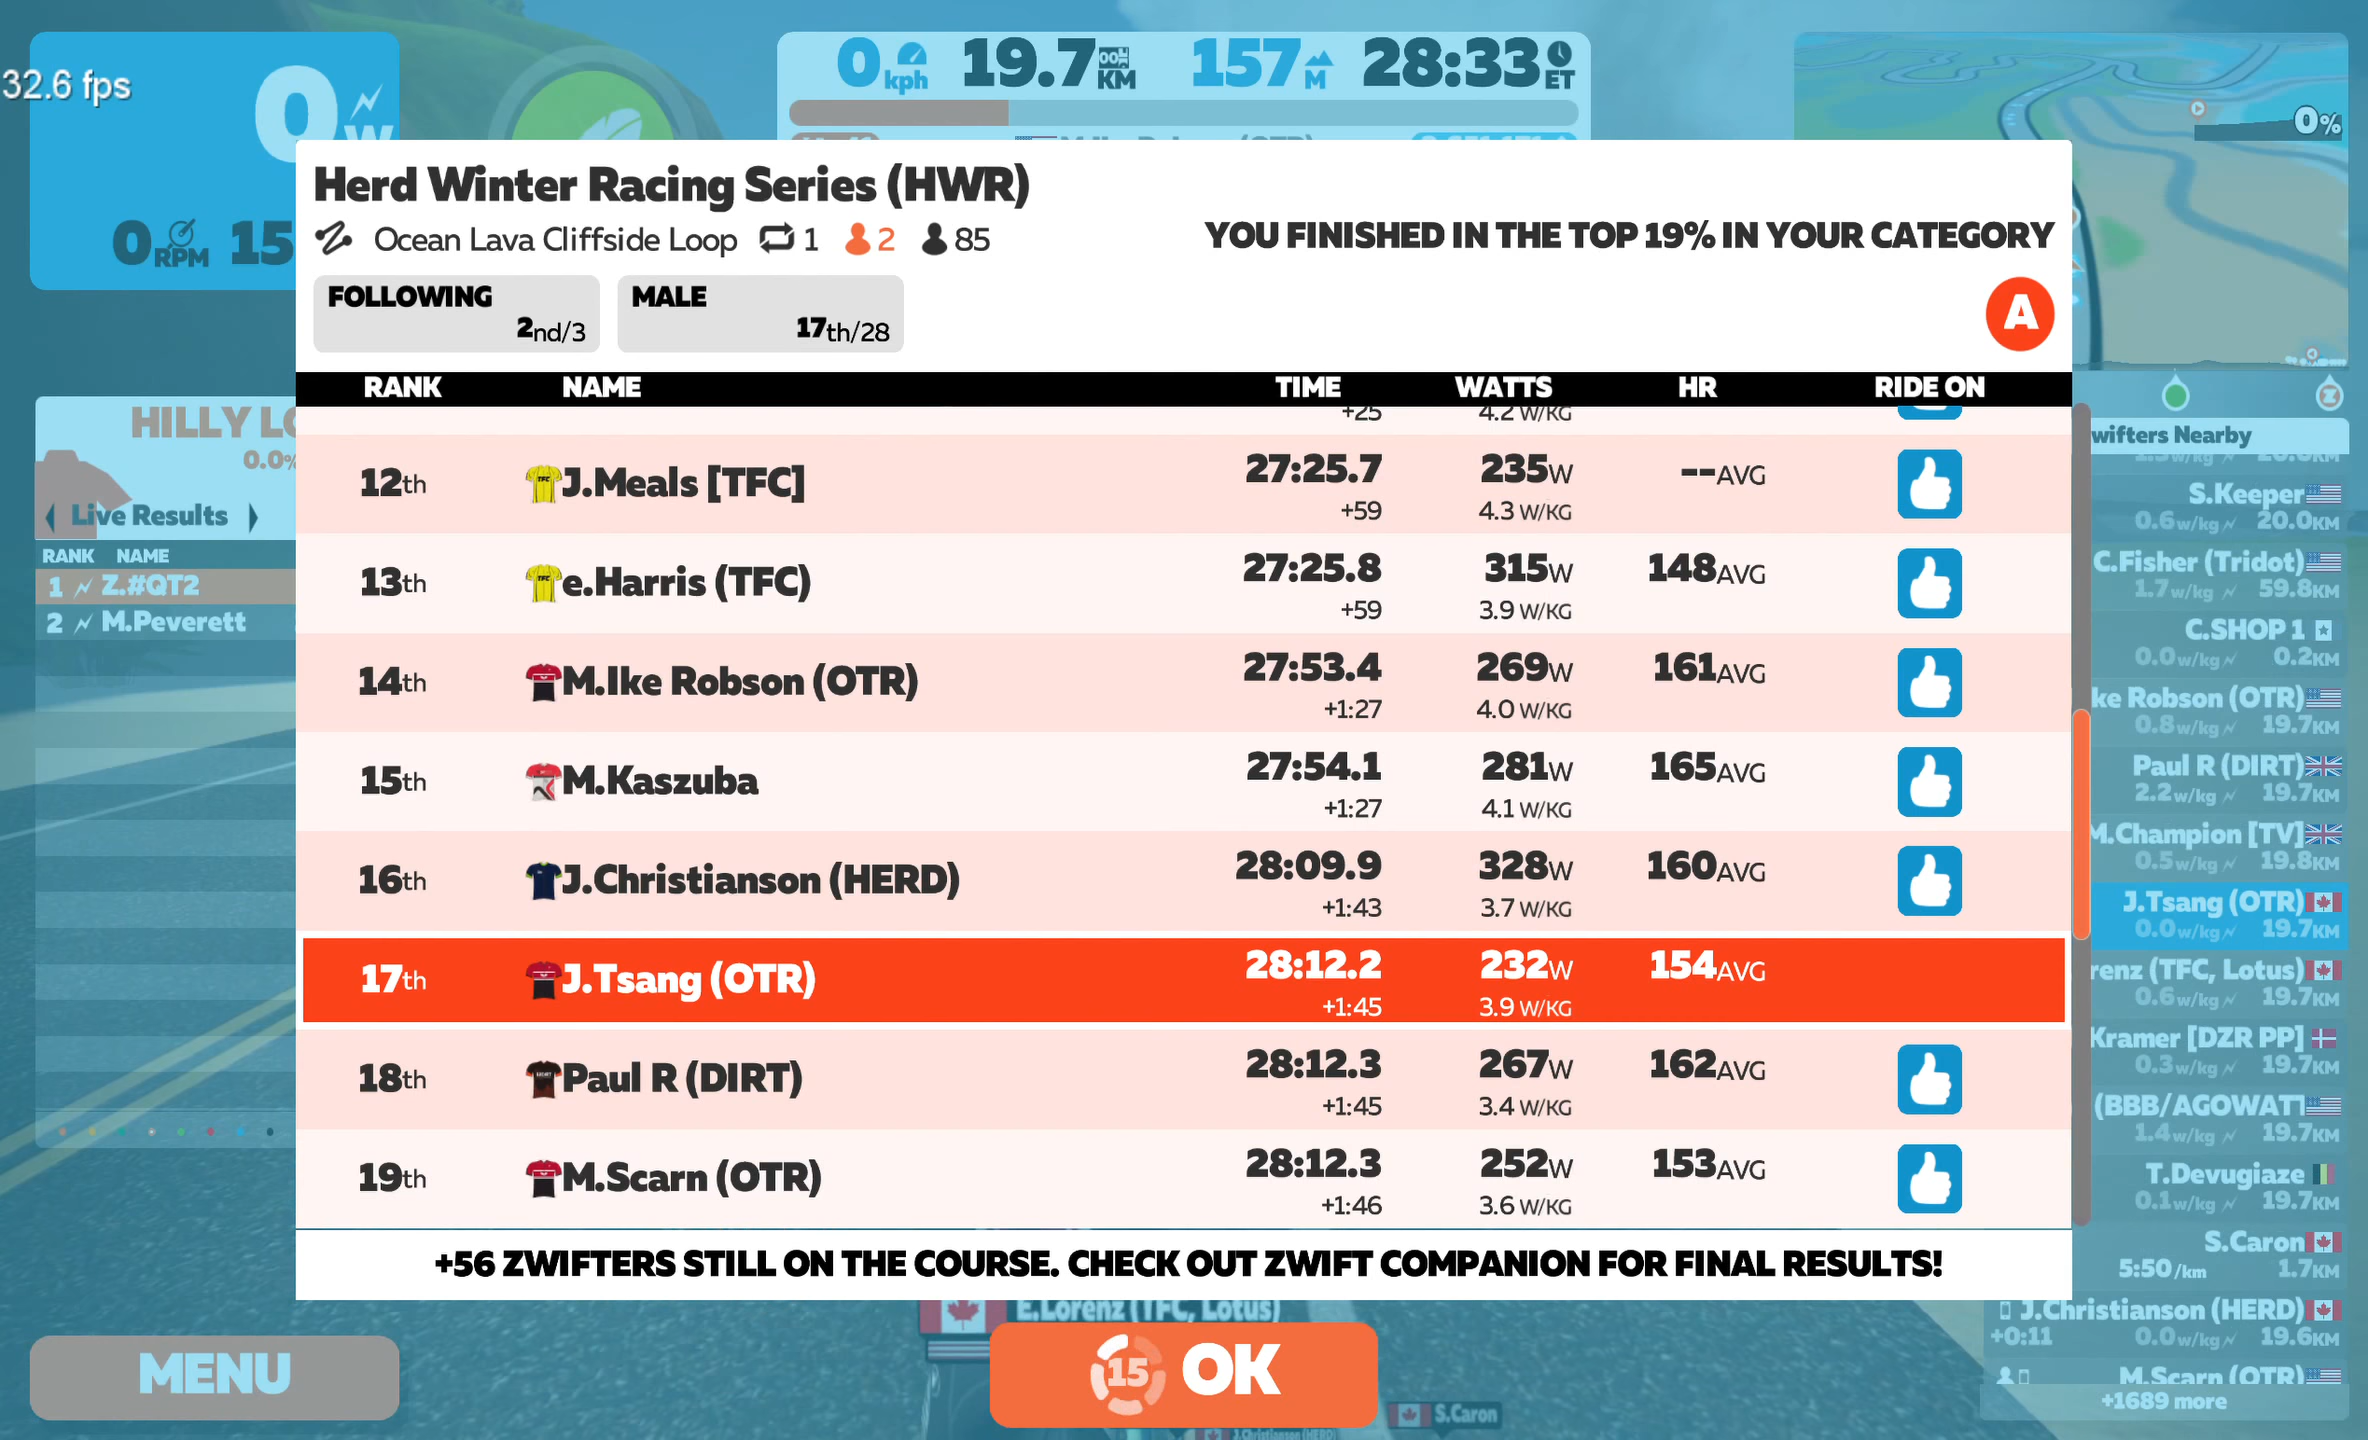 32.6 fps
0 W
0 RPM 15
0 kph 19.7 KM 157 M 28:33 ET
0%
Herd Winter Racing Series (HWR)
Ocean Lava Cliffside Loop 1 2 85
YOU FINISHED IN THE TOP 19% IN YOUR CATEGORY
FOLLOWING
2nd/3
MALE
17th/28
A
RANK NAME TIME WATTS HR RIDE ON
+25 4.2 W/KG
12th J.Meals [TFC] 27:25.7 235W --AVG
+59 4.3 W/KG
13th e.Harris (TFC) 27:25.8 315W 148AVG
+59 3.9 W/KG
14th M.Ike Robson (OTR) 27:53.4 269W 161AVG
+1:27 4.0 W/KG
15th M.Kaszuba 27:54.1 281W 165AVG
+1:27 4.1 W/KG
16th J.Christianson (HERD) 28:09.9 328W 160AVG
+1:43 3.7 W/KG
17th J.Tsang (OTR) 28:12.2 232W 154AVG
+1:45 3.9 W/KG
18th Paul R (DIRT) 28:12.3 267W 162AVG
+1:45 3.4 W/KG
19th M.Scarn (OTR) 28:12.3 252W 153AVG
+1:46 3.6 W/KG
+56 ZWIFTERS STILL ON THE COURSE. CHECK OUT ZWIFT COMPANION FOR FINAL RESULTS!
HILLY LO
0.0%
Live Results
RANK NAME
1 Z.#QT2
2 M.Peverett
wifters Nearby
S.Keeper
0.6w/kg 20.0KM
C.Fisher (Tridot)
1.7w/kg 59.8KM
C.SHOP 1
0.0w/kg 0.2KM
ke Robson (OTR)
0.8w/kg 19.7KM
Paul R (DIRT)
2.2w/kg 19.7KM
M.Champion [TV]
0.5w/kg 19.8KM
J.Tsang (OTR)
0.0w/kg 19.7KM
renz (TFC, Lotus)
0.6w/kg 19.7KM
Kramer [DZR PP]
0.3w/kg 19.7KM
(BBB/AGOWATT
1.4w/kg 19.7KM
T.Devugiaze
0.1w/kg 19.7KM
S.Caron
5:50/km 1.7KM
J.Christianson (HERD)
+0:11 0.0w/kg 19.6KM
M.Scarn (OTR)
+1689 more
E.Lorenz (TFC, Lotus)
MENU
15 OK
S.Caron
J.Christianson (HERD)